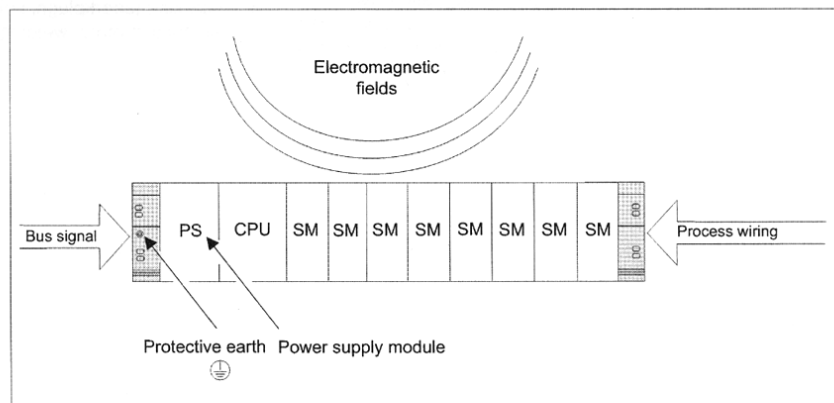 Electromagnetic
fields
Bus signal
PS
CPU
SM
SM
SM
SM
SM
SM
SM
SM
Process wiring
Protective earth
Power supply module